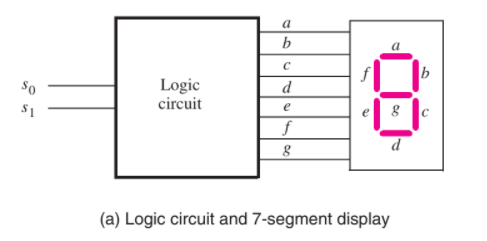 a
b
c
d
e
f
g
s0
s1
Logic
circuit
a
f
b
g
e
c
d
(a) Logic circuit and 7-segment display